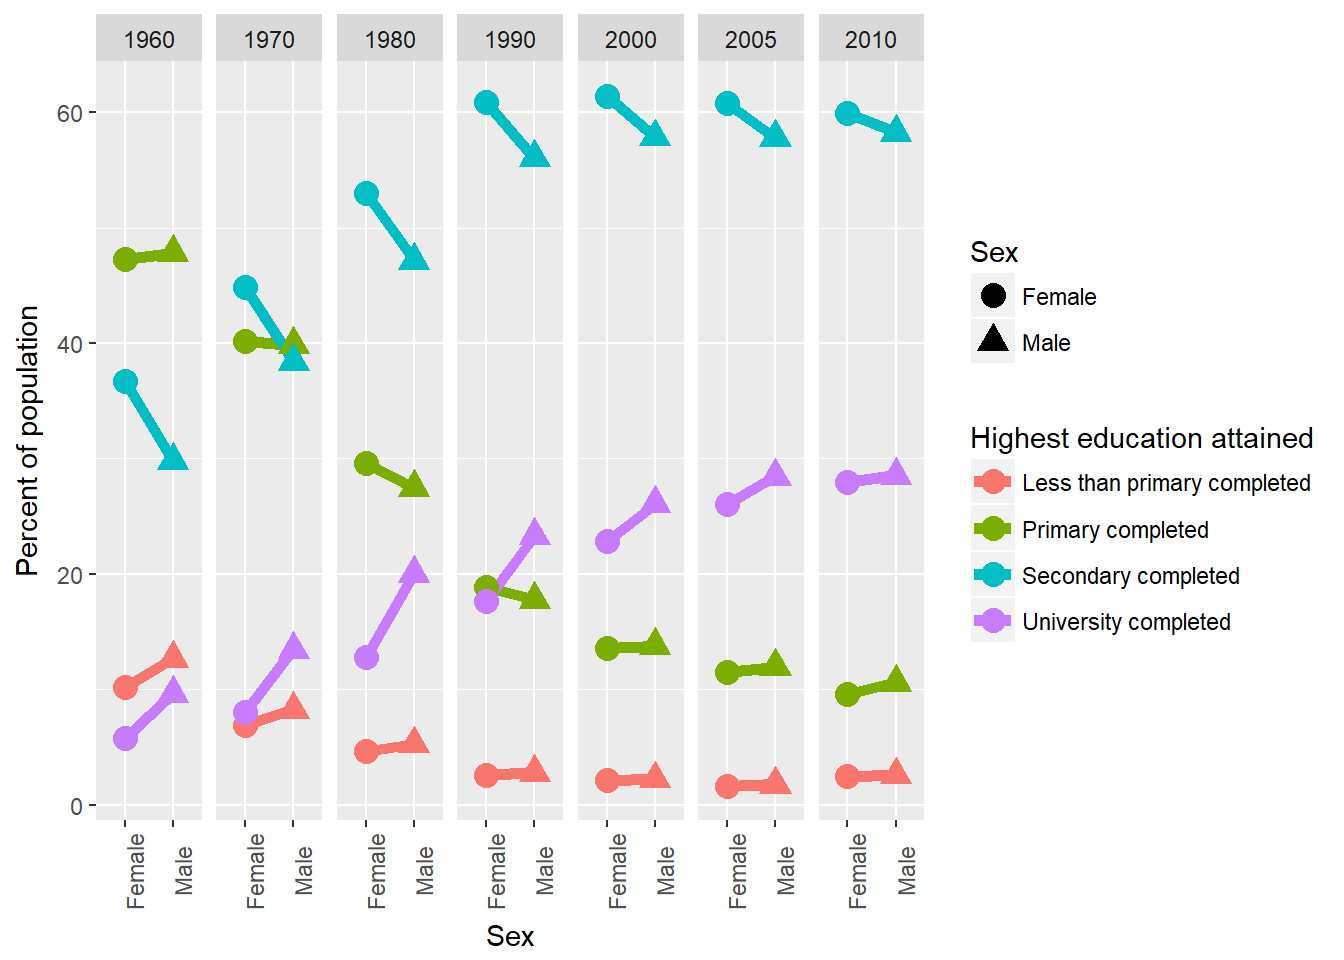 1960 1970 1980 1990 2000 2005 2010
60
40
20
0
Percent of population
Female Male Female Male Female Male Female Male Female Male Female Male Female Male
Sex
Sex
Female
Male
Highest education attained
Less than primary completed
Primary completed
Secondary completed
University completed